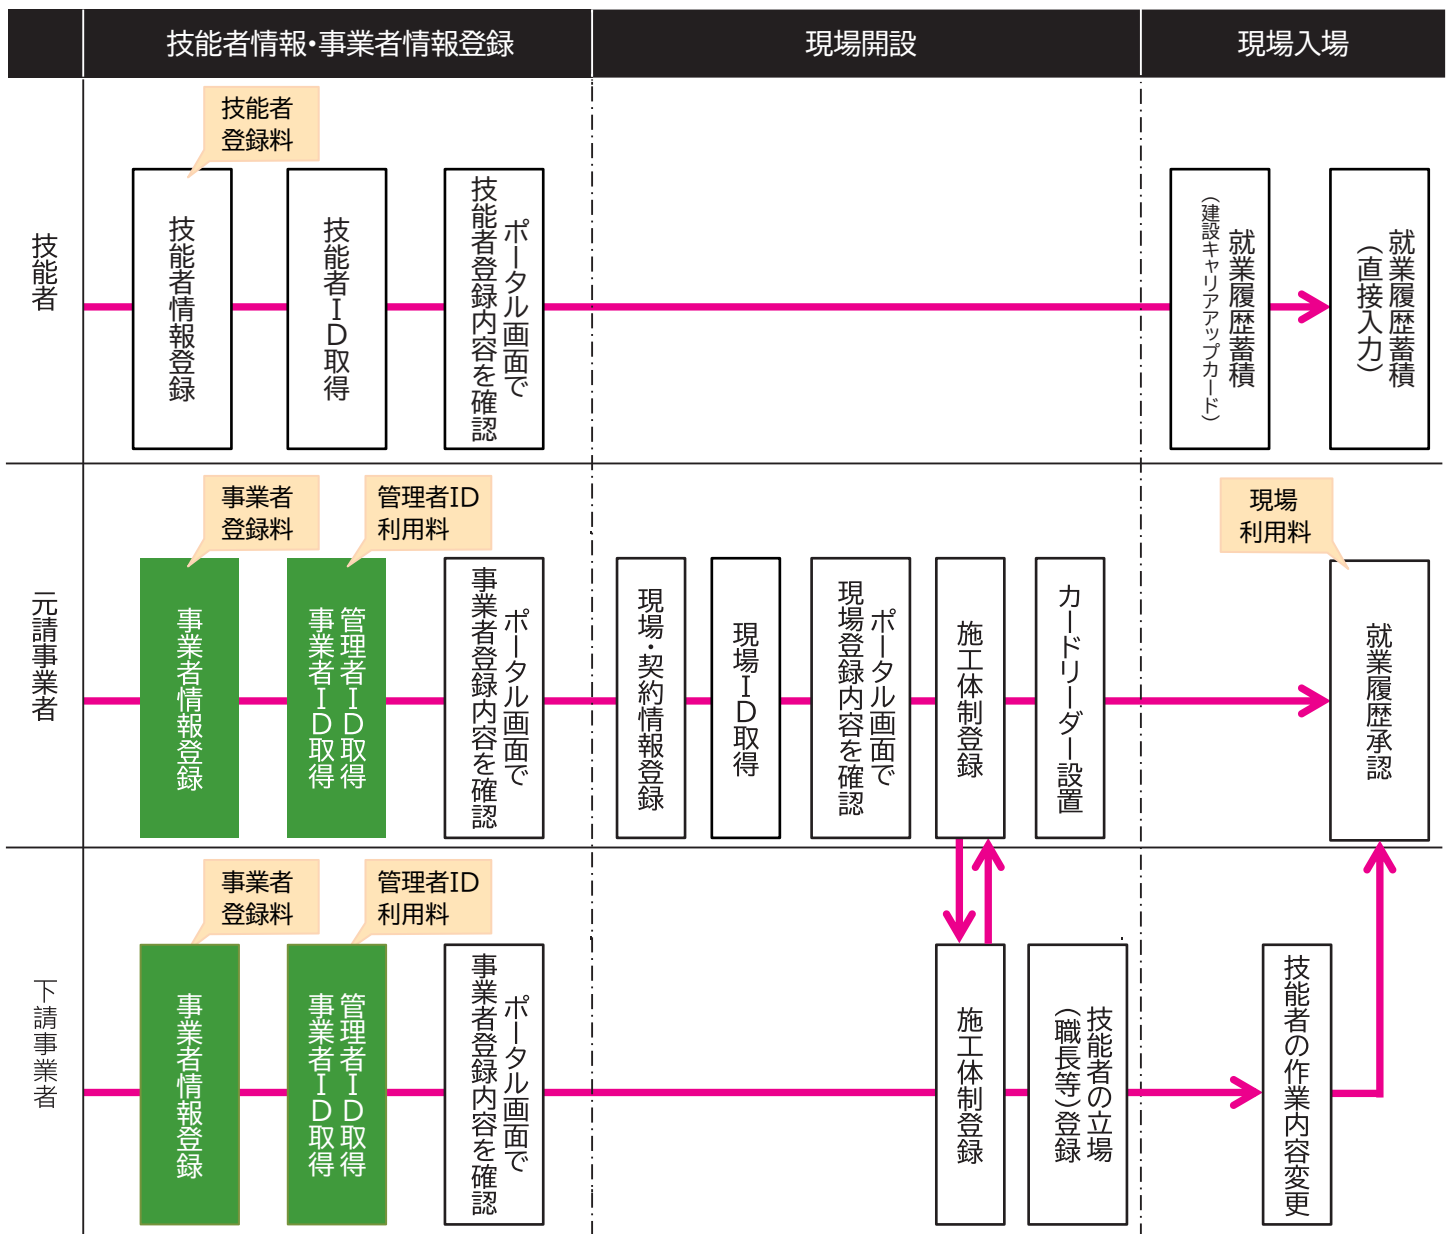 技能者情報・事業者情報登録
現場開設
現場入場
技能者
技能者
登録料
技能者情報登録
技能者ID取得
ポータル画面で
技能者登録内容を確認
就業履歴蓄積
（建設キャリアアップカード）
就業履歴蓄積
（直接入力）
元請事業者
事業者
登録料
管理者ID
利用料
現場
利用料
事業者情報登録
管理者ID取得
事業者ID取得
ポータル画面で
事業者登録内容を確認
現場・契約情報登録
現場ID取得
ポータル画面で
現場登録内容を確認
施工体制登録
カードリーダー設置
就業履歴承認
下請事業者
事業者
登録料
管理者ID
利用料
事業者情報登録
管理者ID取得
事業者ID取得
ポータル画面で
事業者登録内容を確認
施工体制登録
技能者の立場
（職長等）登録
技能者の作業内容変更